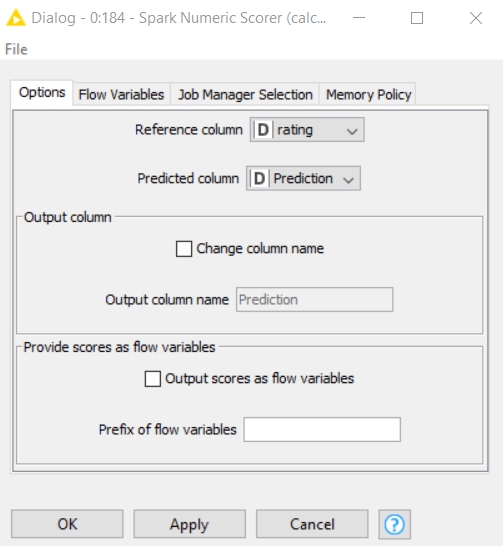 Dialog - 0:184 - Spark Numeric Scorer (calc...
File
Options Flow Variables Job Manager Selection Memory Policy
Reference column D rating
Predicted column D Prediction
Output column
Change column name
Output column name Prediction
Provide scores as flow variables
Output scores as flow variables
Prefix of flow variables
OK Apply Cancel ?